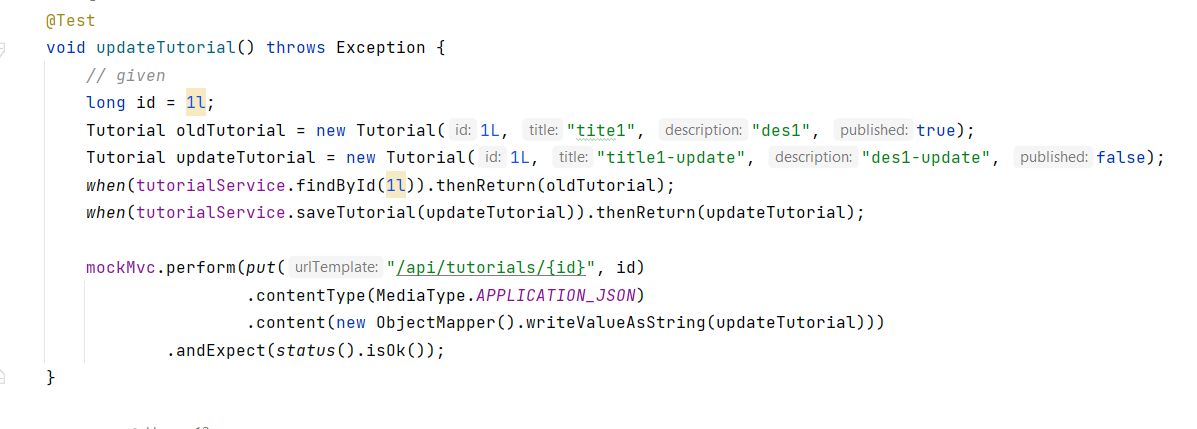 @Test
void updateTutorial() throws Exception {
// given
long id = 1l;
Tutorial oldTutorial = new Tutorial( id: 1L, title: "tite1", description: "des1", published: true);
Tutorial updateTutorial = new Tutorial( id: 1L, title: "title1-update", description: "des1-update", published: false);
when(tutorialService.findById(1l)).thenReturn(oldTutorial);
when(tutorialService.saveTutorial(updateTutorial)).thenReturn(updateTutorial);
mockMvc.perform(put( urlTemplate: "/api/tutorials/{id}", id)
.contentType(MediaType.APPLICATION_JSON)
.content(new ObjectMapper().writeValueAsString(updateTutorial)))
.andExpect(status().isOk());
}